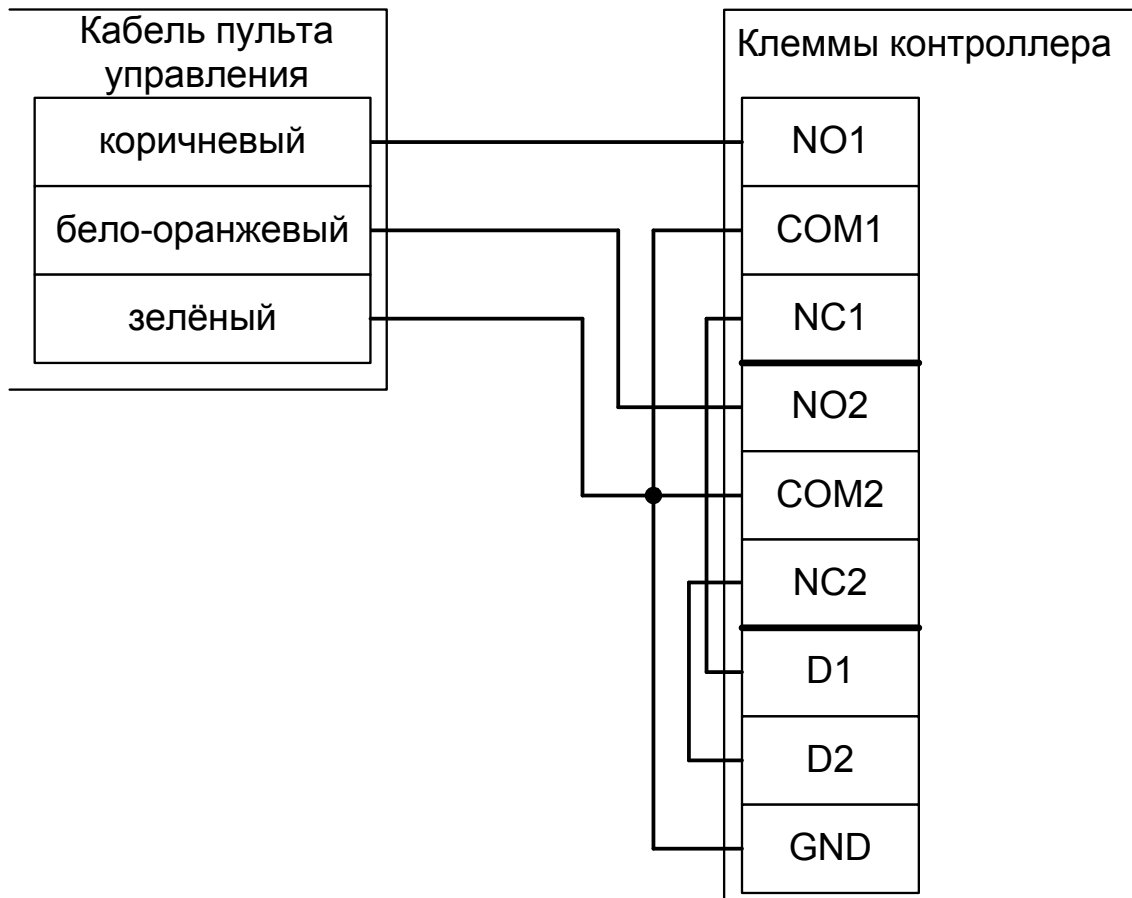 Кабель пульта
управления
коричневый
бело-оранжевый
зелёный
Клеммы контроллера
NO1
COM1
NC1
NO2
COM2
NC2
D1
D2
GND